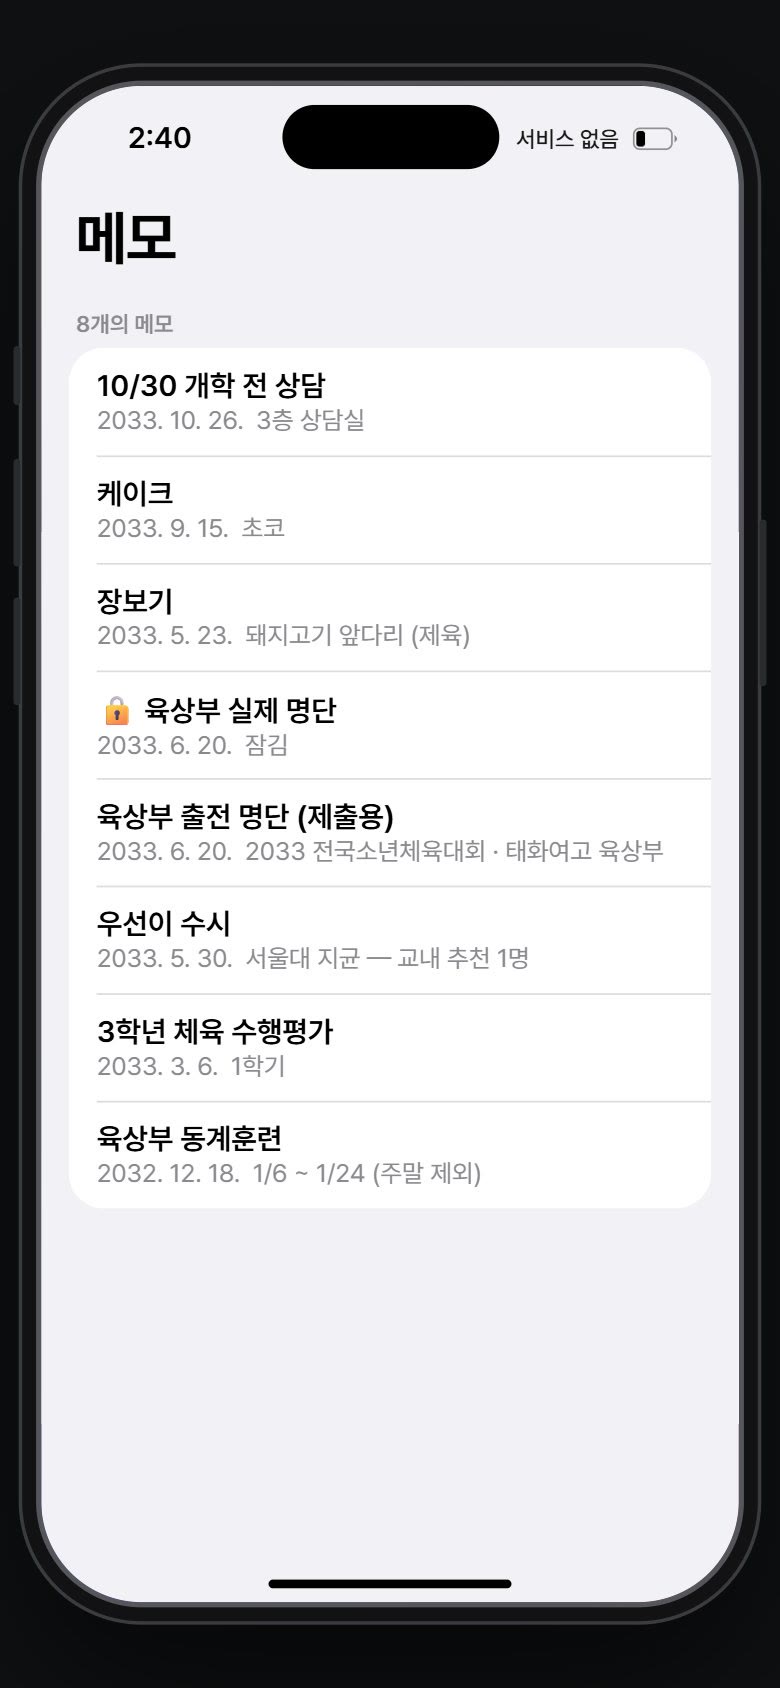 2:40
서비스 없음
메모
8개의 메모
10/30 개학 전 상담
2033. 10. 26. 3층 상담실
케이크
2033. 9. 15. 초코
장보기
2033. 5. 23. 돼지고기 앞다리 (제육)
🔒 육상부 실제 명단
2033. 6. 20. 잠김
육상부 출전 명단 (제출용)
2033. 6. 20. 2033 전국소년체육대회 · 태화여고 육상부
우선이 수시
2033. 5. 30. 서울대 지균 — 교내 추천 1명
3학년 체육 수행평가
2033. 3. 6. 1학기
육상부 동계훈련
2032. 12. 18. 1/6 ~ 1/24 (주말 제외)